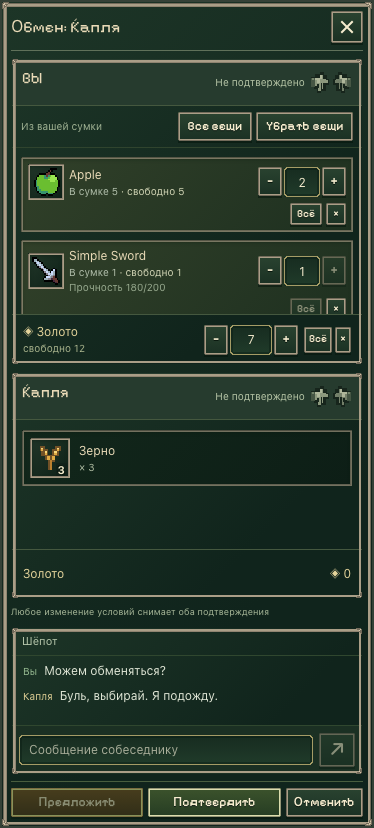 Обмен: Капля
×
Вы
Не подтверждено
Из вашей сумки
Все вещи
Убрать вещи
Apple
В сумке 5 · свободно 5
- 2 +
Всё ×
Simple Sword
В сумке 1 · свободно 1
Прочность 180/200
- 1 +
Всё ×
Золото
свободно 12
- 7 + Всё ×
Капля
Не подтверждено
3
Зерно
× 3
Золото
0
Любое изменение условий снимает оба подтверждения
Шёпот
Вы Можем обменяться?
Капля Буль, выбирай. Я подожду.
Сообщение собеседнику
Предложить Подтвердить Отменить